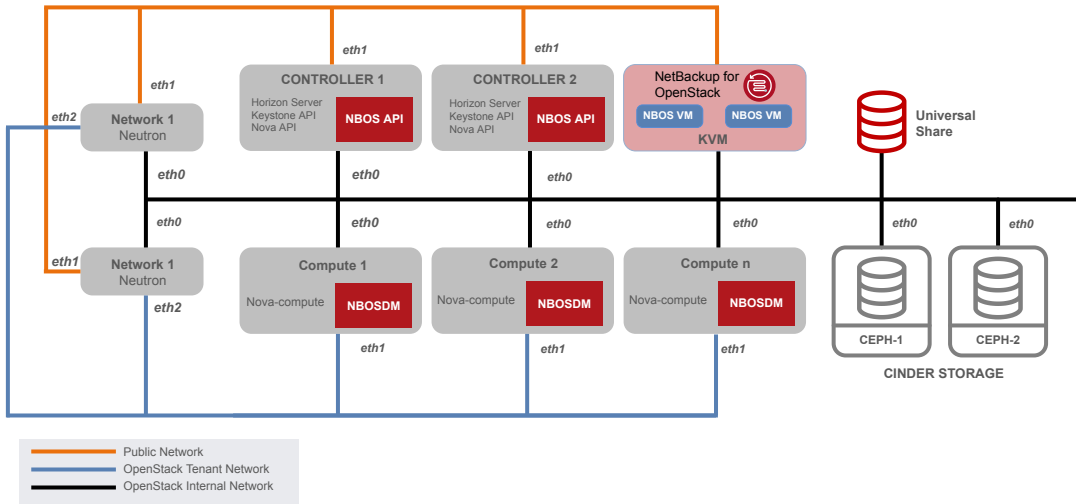 eth1
eth1
eth1
CONTROLLER 1
Horizon Server
Keystone API
Nova API
NBOS API
CONTROLLER 2
Horizon Server
Keystone API
Nova API
NBOS API
NetBackup for
OpenStack
NBOS VM
NBOS VM
KVM
Universal
Share
eth2
Network 1
Neutron
eth0
eth0
eth0
eth0
eth0
eth0
eth0
eth0
eth0
eth1
Network 1
Neutron
eth2
Compute 1
Nova-compute
NBOSDM
Compute 2
Nova-compute
NBOSDM
Compute n
Nova-compute
NBOSDM
CEPH-1
CEPH-2
CINDER STORAGE
eth1
eth1
eth1
Public Network
OpenStack Tenant Network
OpenStack Internal Network